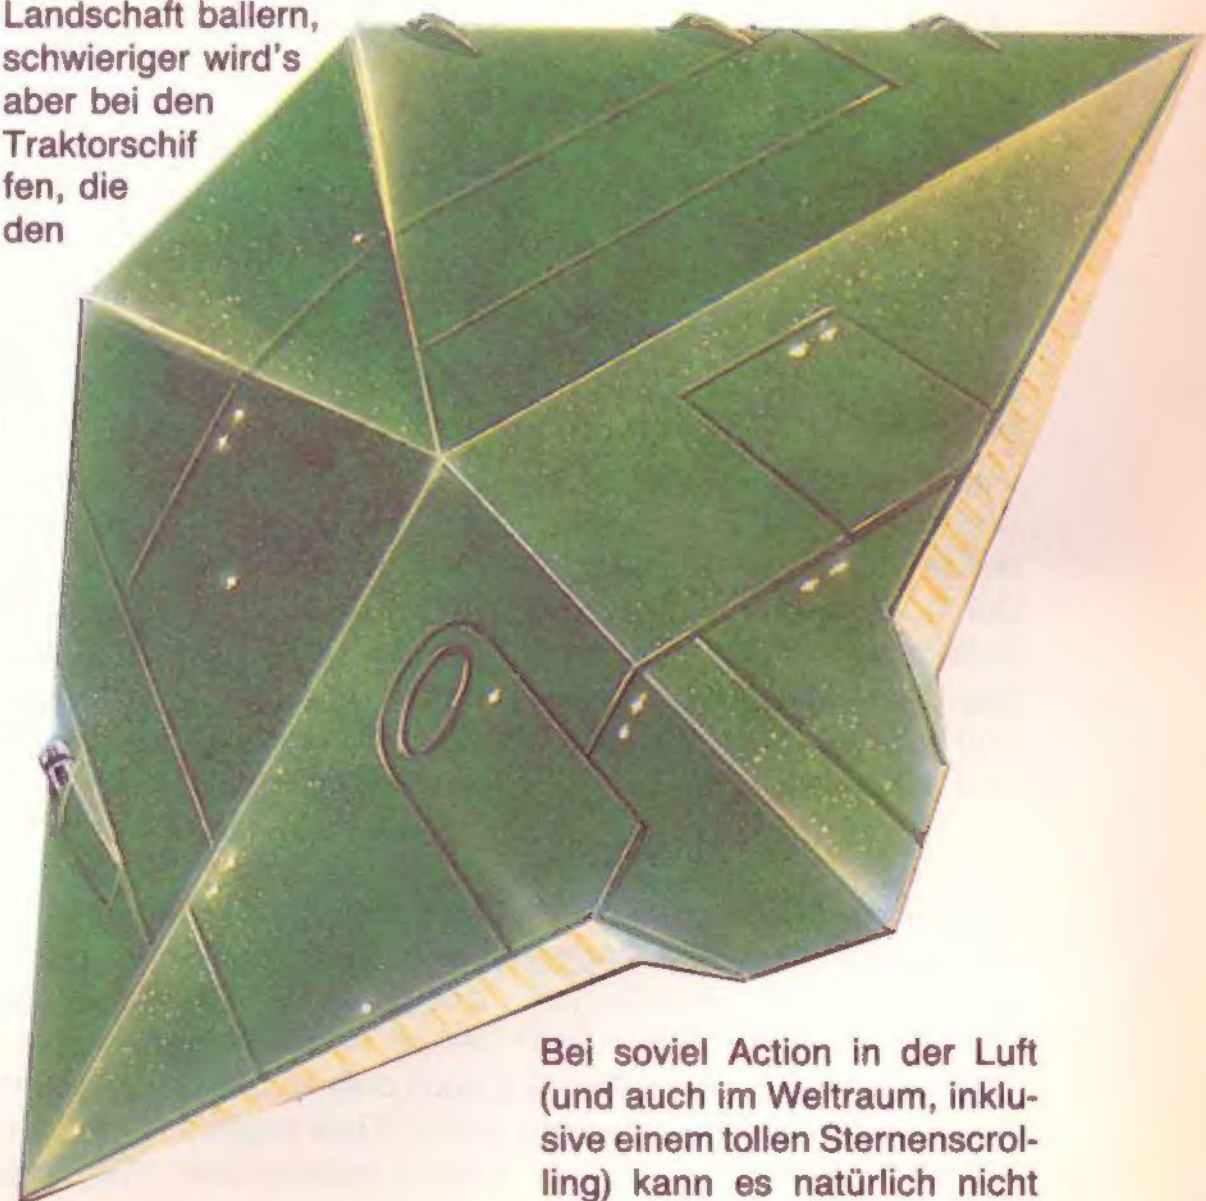 Landschaft ballern,
schwieriger wird's
aber bei den
Traktorschif
fen, die
den
Bei soviel Action in der Luft
(und auch im Weltraum, inklu-
sive einem tollen Sternenscrol-
ling) kann es natürlich nicht